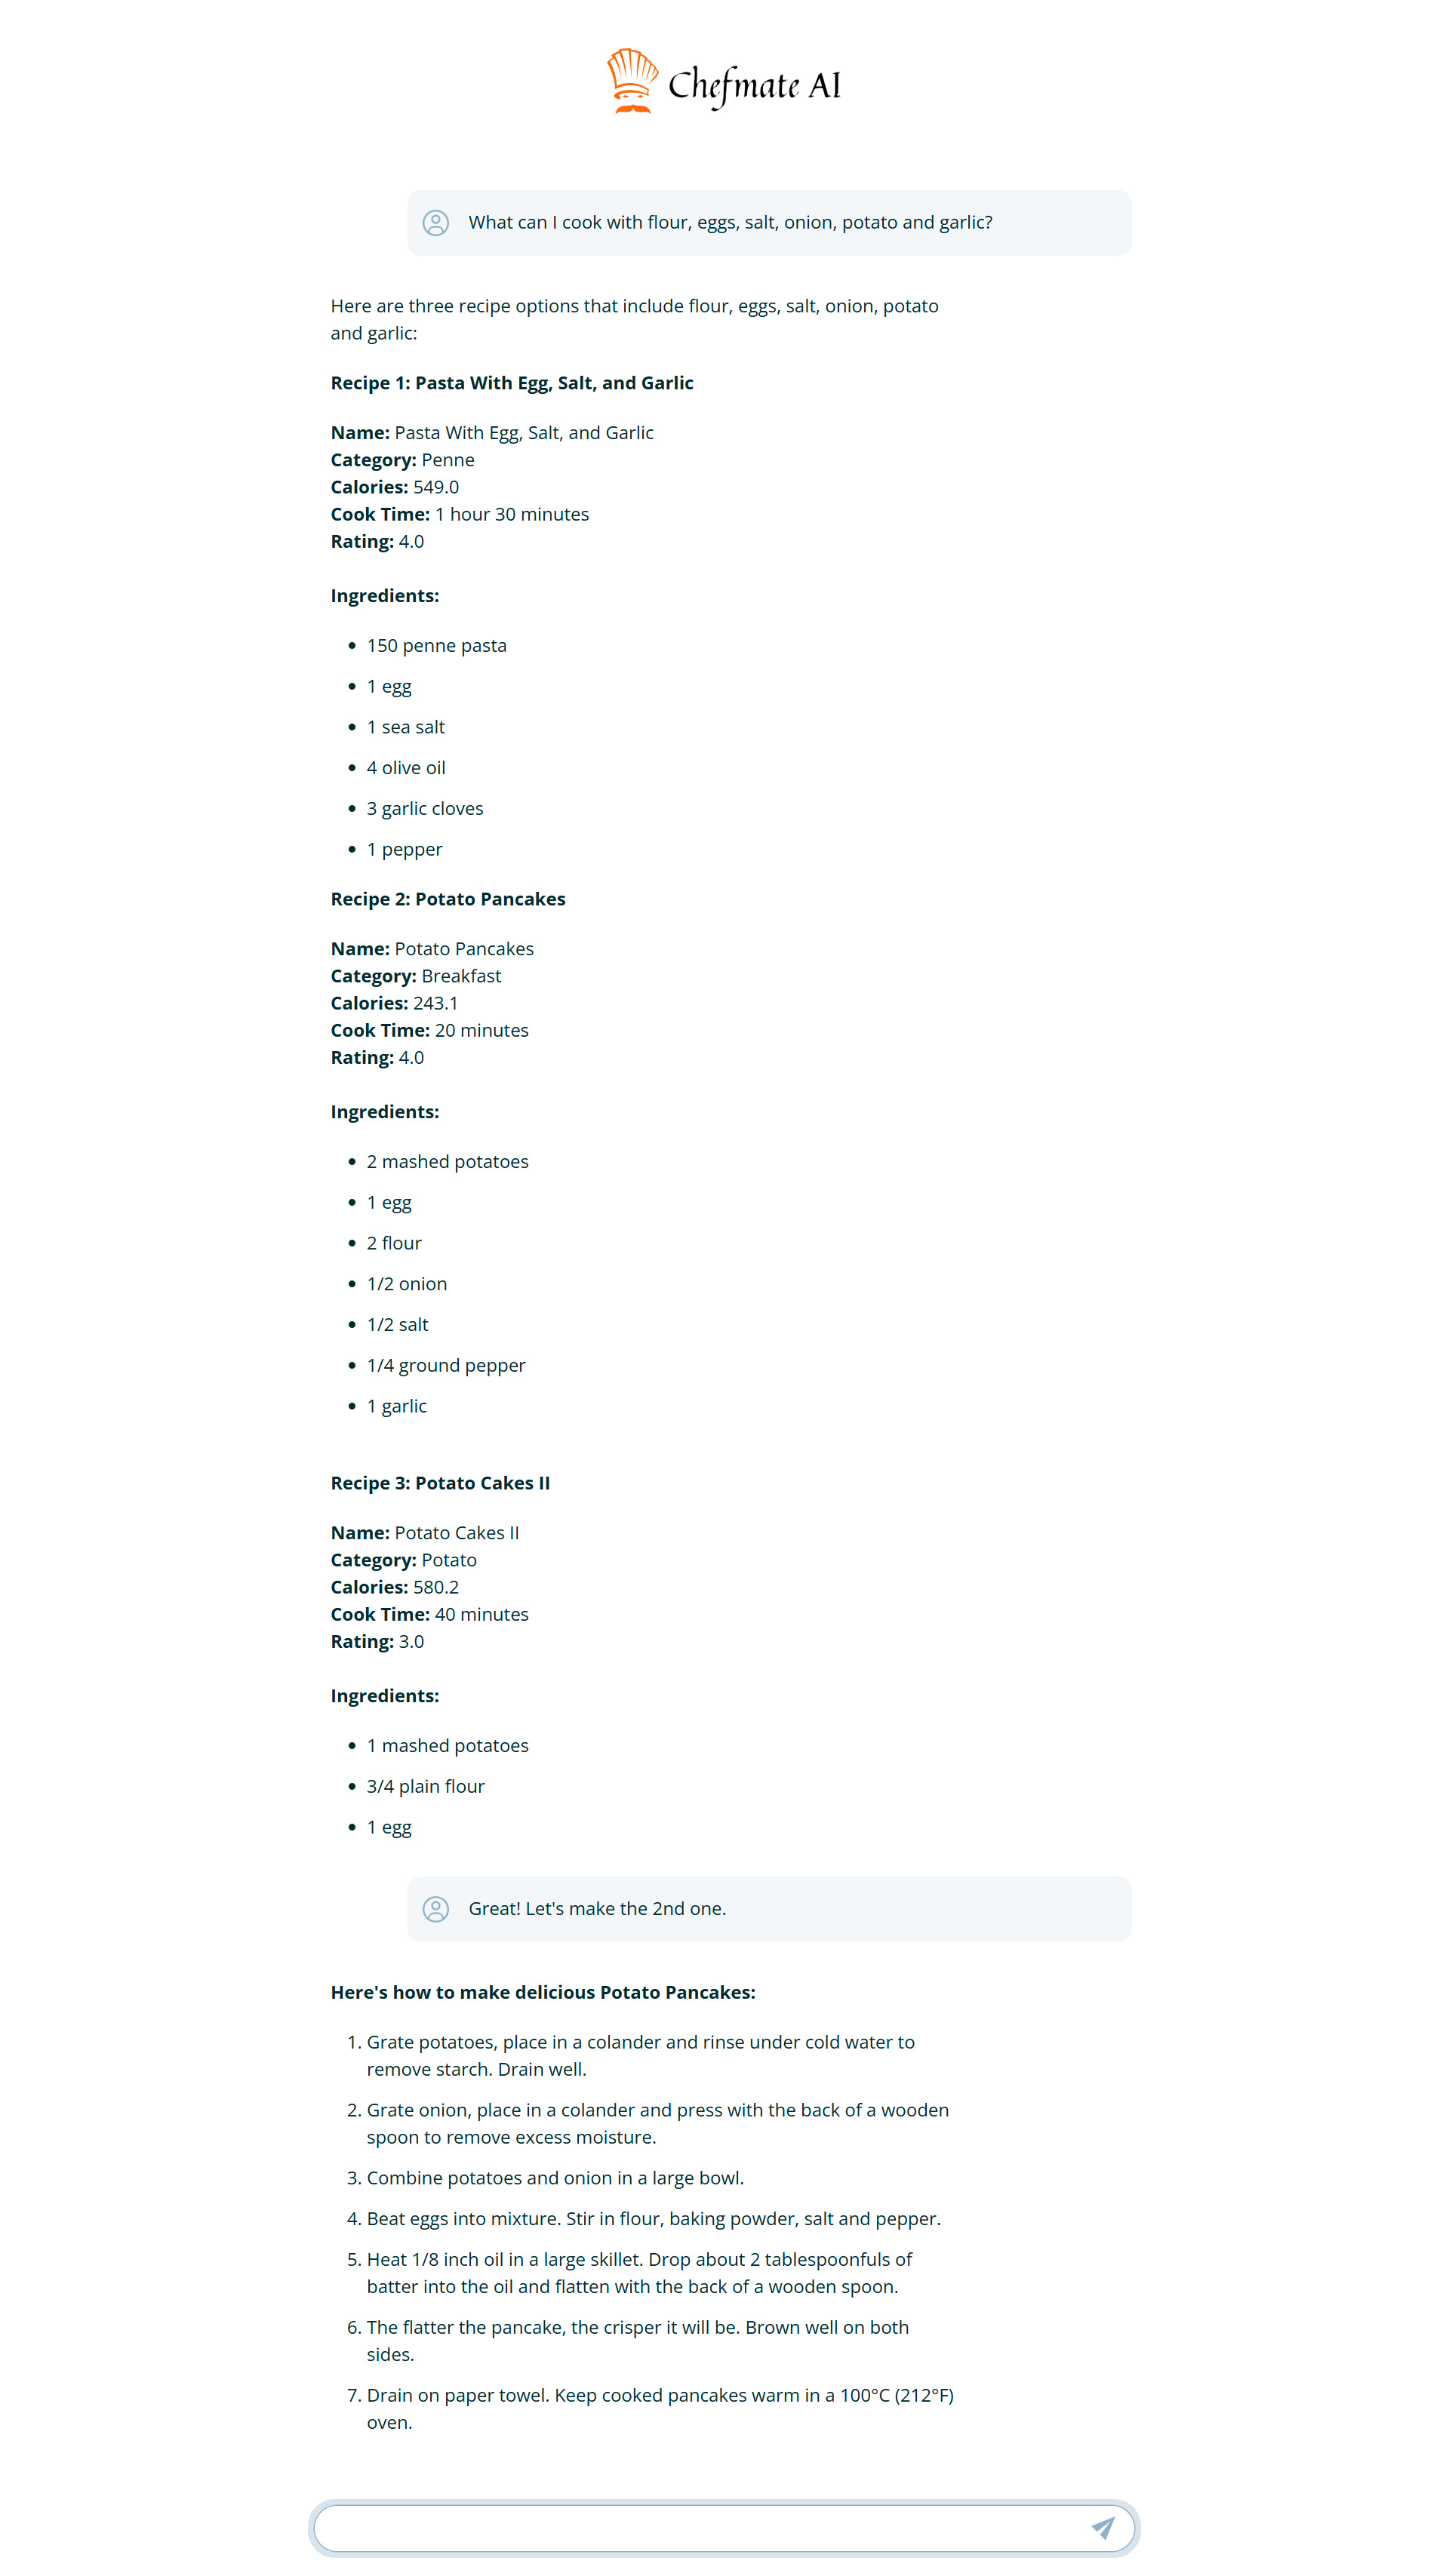 Chefmate AI
What can I cook with flour, eggs, salt, onion, potato and garlic?
Here are three recipe options that include flour, eggs, salt, onion, potato
and garlic:
Recipe 1: Pasta With Egg, Salt, and Garlic
Name: Pasta With Egg, Salt, and Garlic
Category: Penne
Calories: 549.0
Cook Time: 1 hour 30 minutes
Rating: 4.0
Ingredients:
• 150 penne pasta
• 1 egg
• 1 sea salt
• 4 olive oil
• 3 garlic cloves
• 1 pepper
Recipe 2: Potato Pancakes
Name: Potato Pancakes
Category: Breakfast
Calories: 243.1
Cook Time: 20 minutes
Rating: 4.0
Ingredients:
• 2 mashed potatoes
• 1 egg
• 2 flour
• 1/2 onion
• 1/2 salt
• 1/4 ground pepper
• 1 garlic
Recipe 3: Potato Cakes II
Name: Potato Cakes II
Category: Potato
Calories: 580.2
Cook Time: 40 minutes
Rating: 3.0
Ingredients:
• 1 mashed potatoes
• 3/4 plain flour
• 1 egg
Great! Let's make the 2nd one.
Here's how to make delicious Potato Pancakes:
1. Grate potatoes, place in a colander and rinse under cold water to
remove starch. Drain well.
2. Grate onion, place in a colander and press with the back of a wooden
spoon to remove excess moisture.
3. Combine potatoes and onion in a large bowl.
4. Beat eggs into mixture. Stir in flour, baking powder, salt and pepper.
5. Heat 1/8 inch oil in a large skillet. Drop about 2 tablespoonfuls of
batter into the oil and flatten with the back of a wooden spoon.
6. The flatter the pancake, the crisper it will be. Brown well on both
sides.
7. Drain on paper towel. Keep cooked pancakes warm in a 100°C (212°F)
oven.